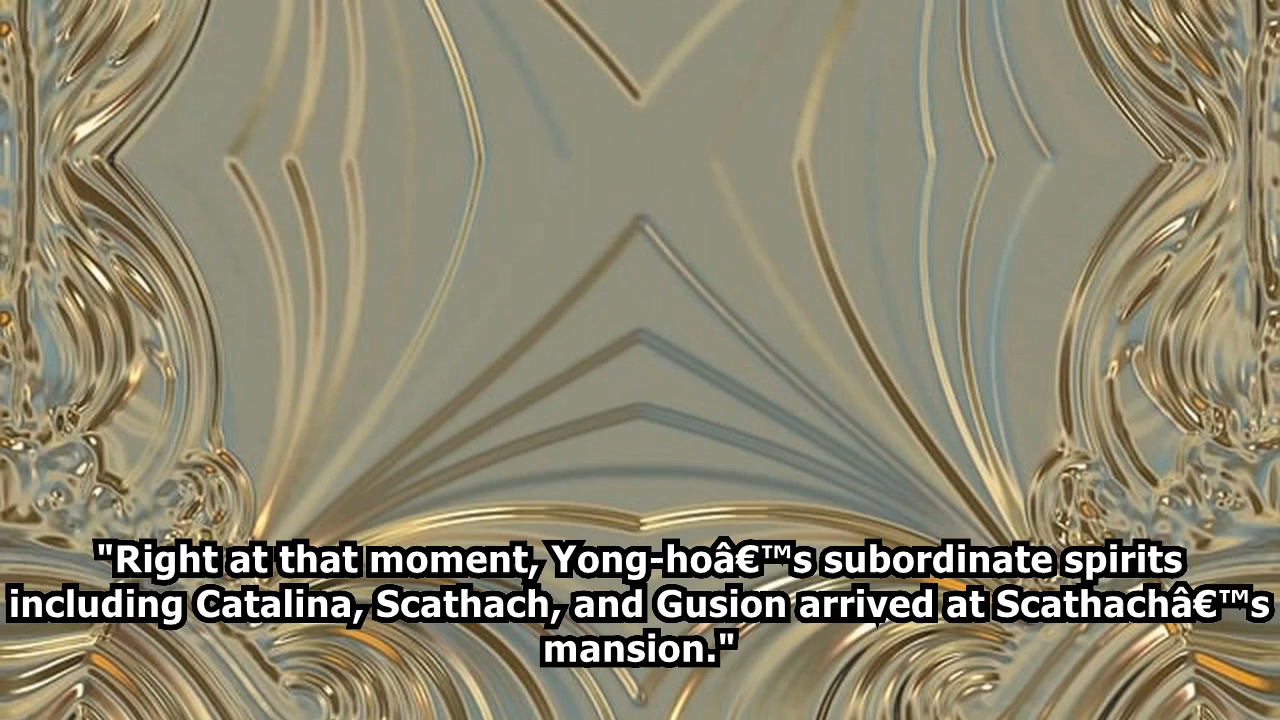 "Right at that moment, Yong-hoâ€™s subordinate spirits
including Catalina, Scathach, and Gusion arrived at Scathachâ€™s
mansion."